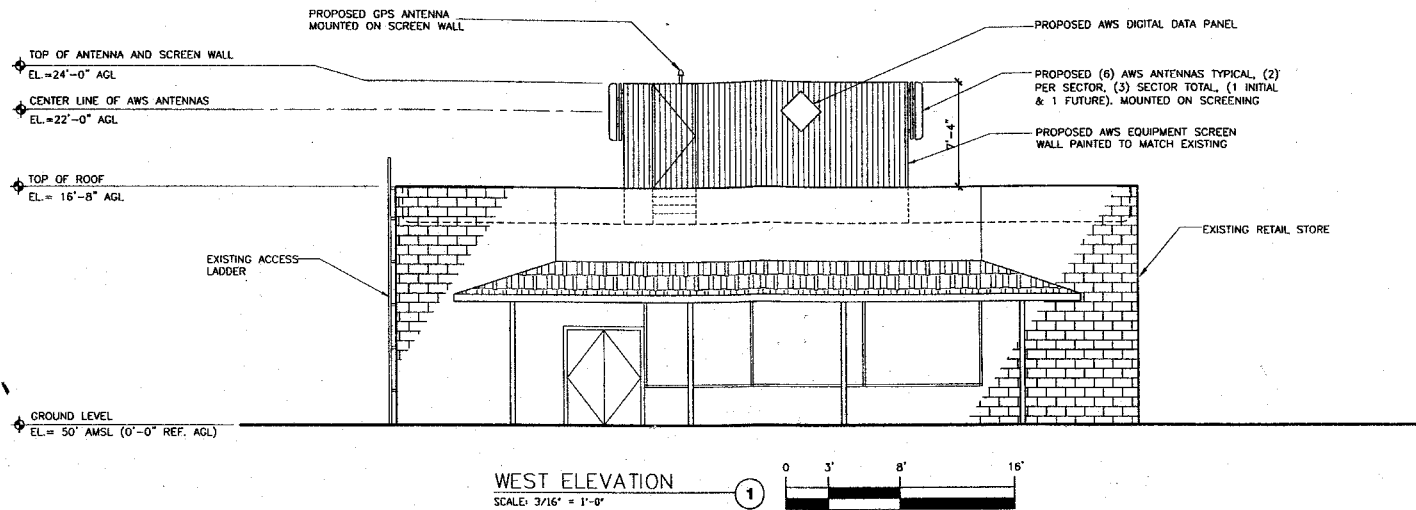 PROPOSED GPS ANTENNA
MOUNTED ON SCREEN WALL
PROPOSED AWS DIGITAL DATA PANEL
TOP OF ANTENNA AND SCREEN WALL
EL.=24'-0" AGL
PROPOSED (6) AWS ANTENNAS TYPICAL, (2)
PER SECTOR, (3) SECTOR TOTAL, (1 INITIAL
& 1 FUTURE). MOUNTED ON SCREENING
CENTER LINE OF AWS ANTENNAS
EL.=22'-0" AGL
7'-4"
PROPOSED AWS EQUIPMENT SCREEN
WALL PAINTED TO MATCH EXISTING
TOP OF ROOF
EL.= 16'-8" AGL
EXISTING RETAIL STORE
EXISTING ACCESS
LADDER
GROUND LEVEL
EL.= 50' AMSL (0'-0" REF. AGL)
WEST ELEVATION
SCALE: 3/16" = 1'-0"
1
0 3' 8' 16'